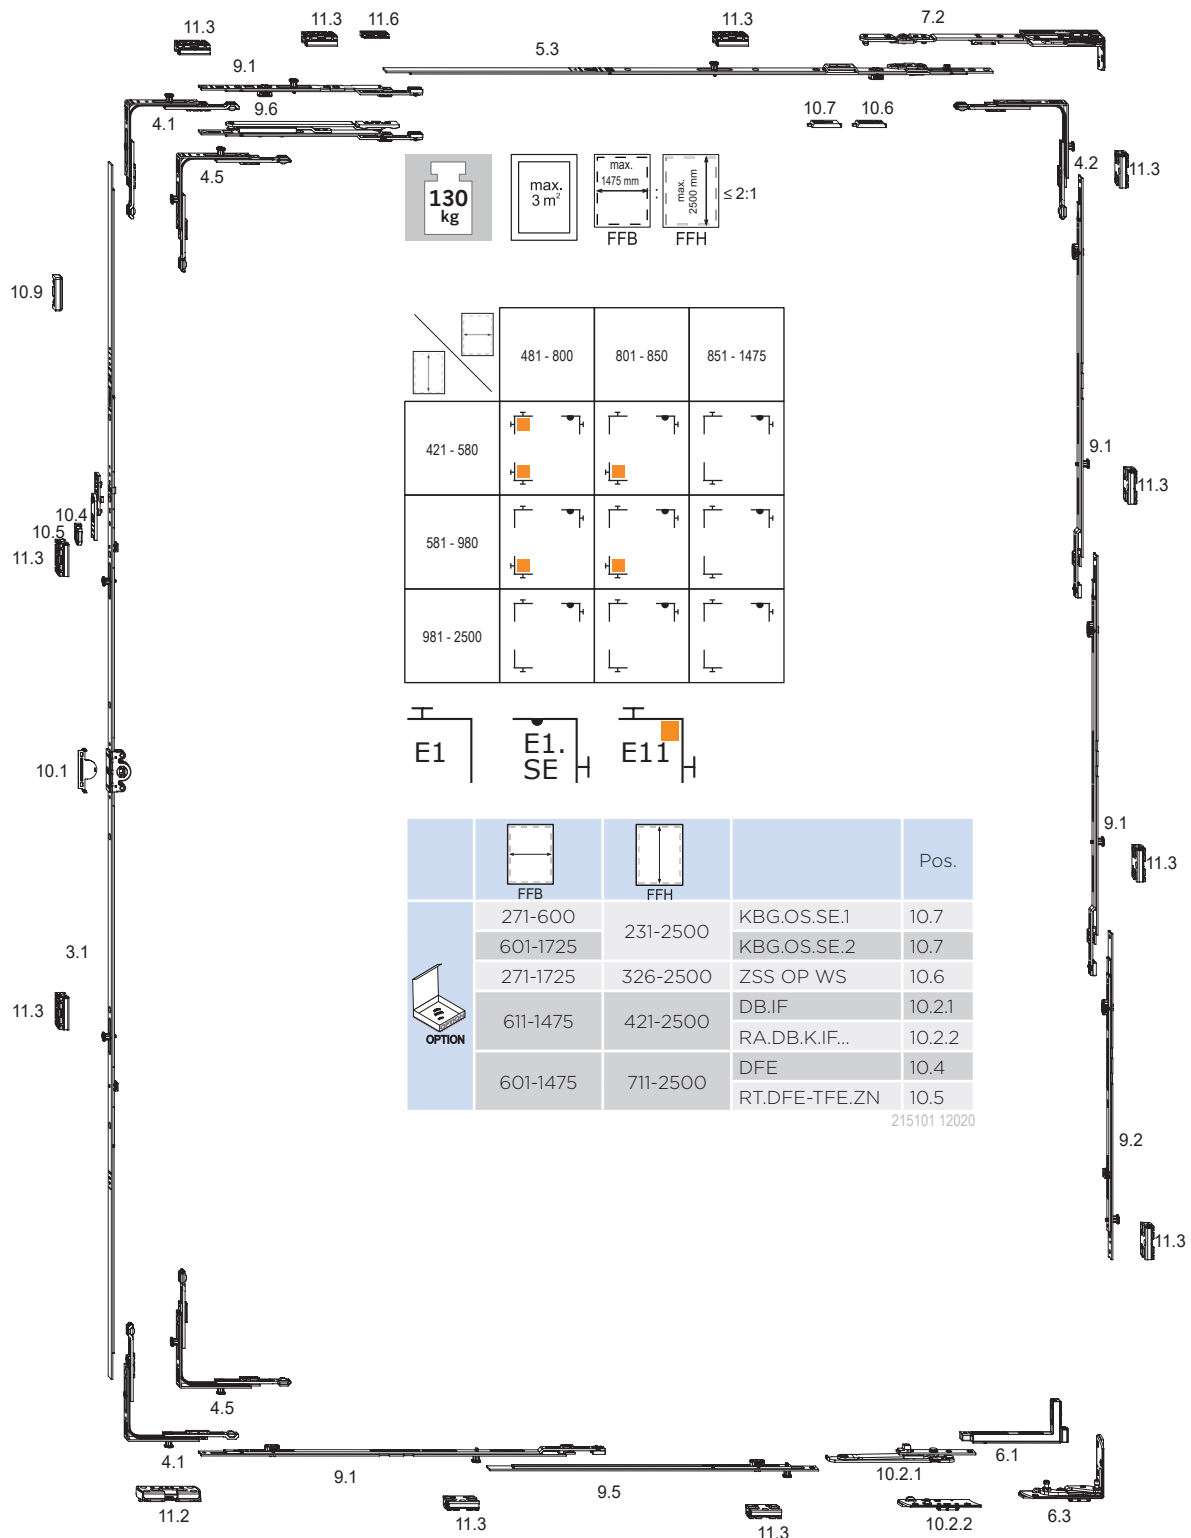 11.3
11.3
11.6
11.3
7.2
5.3
9.1
4.1
9.6
10.7
10.6
4.5
4.2
11.3
130
kg
max.
3 m²
max.
1475 mm
FFB
:
max.
2500 mm
FFH
≤ 2:1
10.9
481 - 800
801 - 850
851 - 1475
421 - 580
581 - 980
981 - 2500
9.1
11.3
10.4
10.5
11.3
E1
E1.
SE
E11
10.1
9.1
11.3
FFB
FFH
Pos.
OPTION
271-600
231-2500
KBG.OS.SE.1
10.7
601-1725
KBG.OS.SE.2
10.7
271-1725
326-2500
ZSS OP WS
10.6
611-1475
421-2500
DB.IF
10.2.1
RA.DB.K.IF...
10.2.2
601-1475
711-2500
DFE
10.4
RT.DFE-TFE.ZN
10.5
215101 12020
3.1
11.3
9.2
11.3
4.5
4.1
9.1
9.5
10.2.1
6.1
11.2
11.3
11.3
10.2.2
6.3